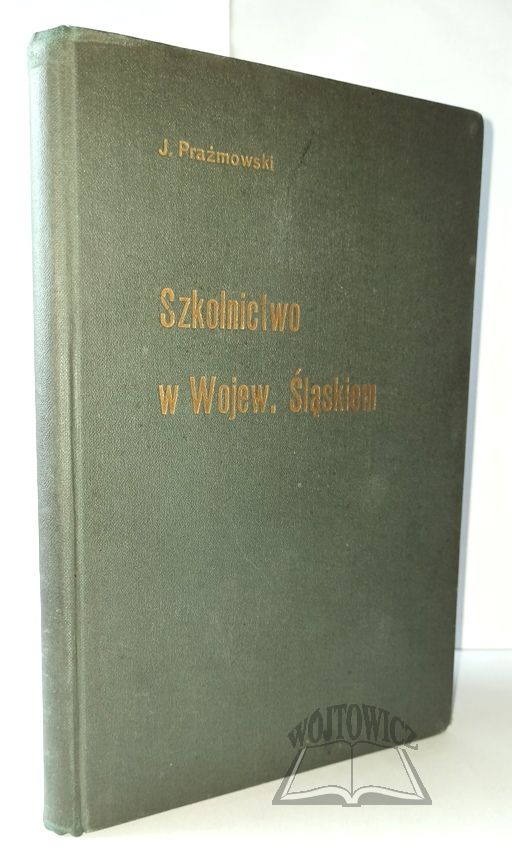 J. Prażmowski
Szkolnictwo
w Wojew. Śląskiem
WÓJTOWICZ